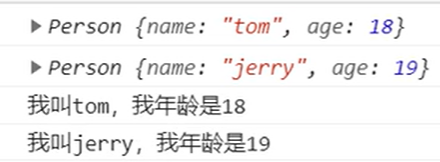 Person {name: "tom", age: 18}
Person {name: "jerry", age: 19}
我叫tom, 我年龄是18
我叫jerry, 我年龄是19